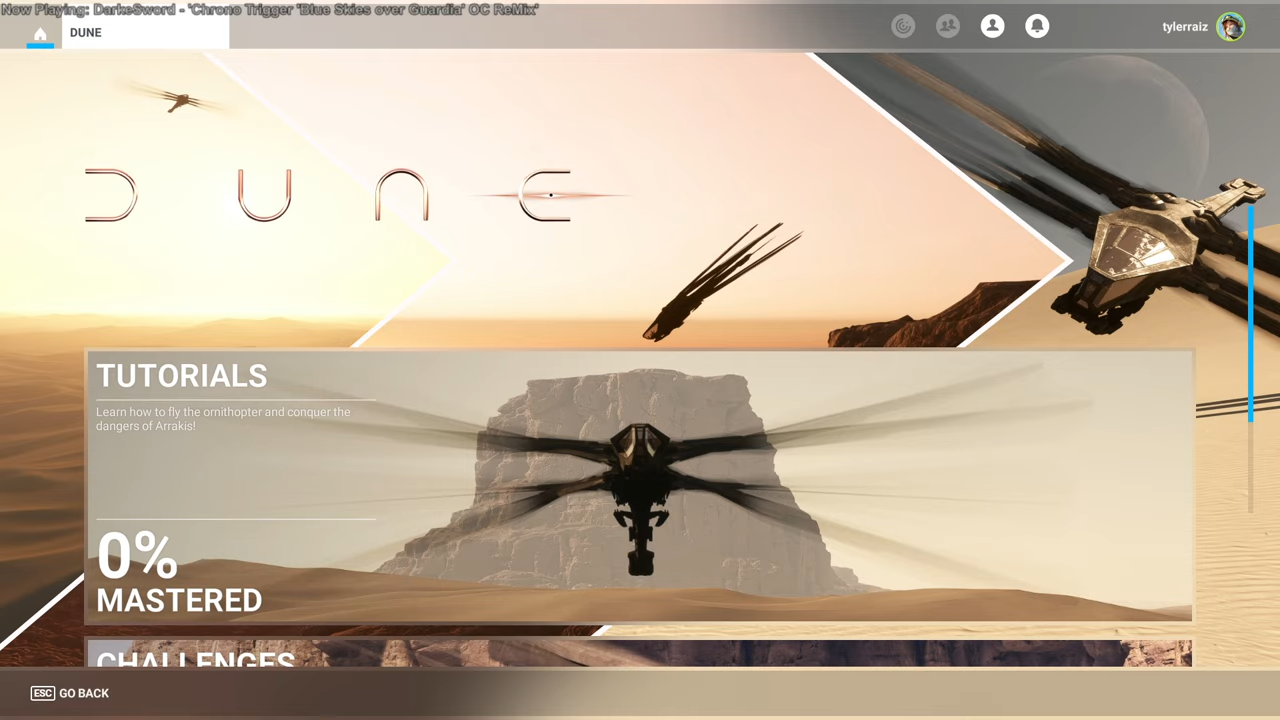 Now Playing: DarkeSword - 'Chrono Trigger 'Blue Skies over Guardia' OC ReMix'
DUNE
tylerraiz
DUNE
TUTORIALS
Learn how to fly the ornithopter and conquer the
dangers of Arrakis!
0%
MASTERED
CHALLENGES
ESC GO BACK